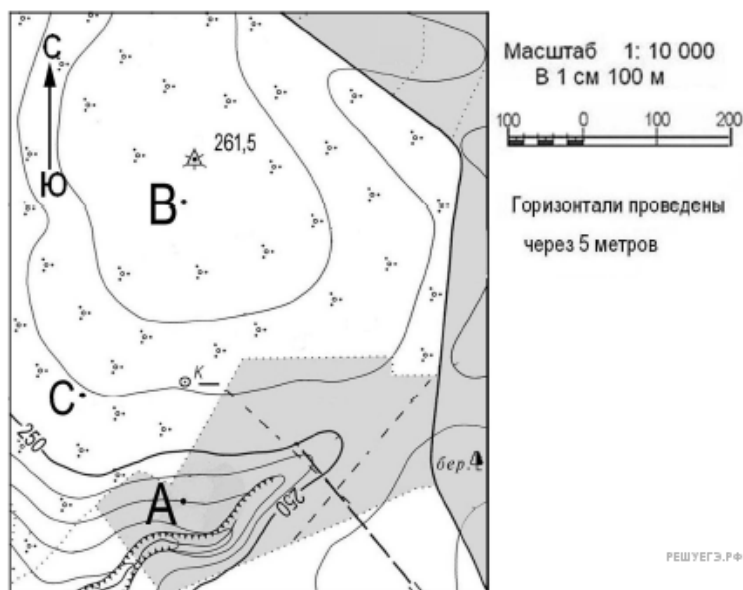 С
Ю
261,5
В
К
С
250
А
250
бер.
Масштаб 1: 10 000
В 1 см 100 м
100 0 100 200
Горизонтали проведены
через 5 метров
РЕШУЕГЭ.РФ